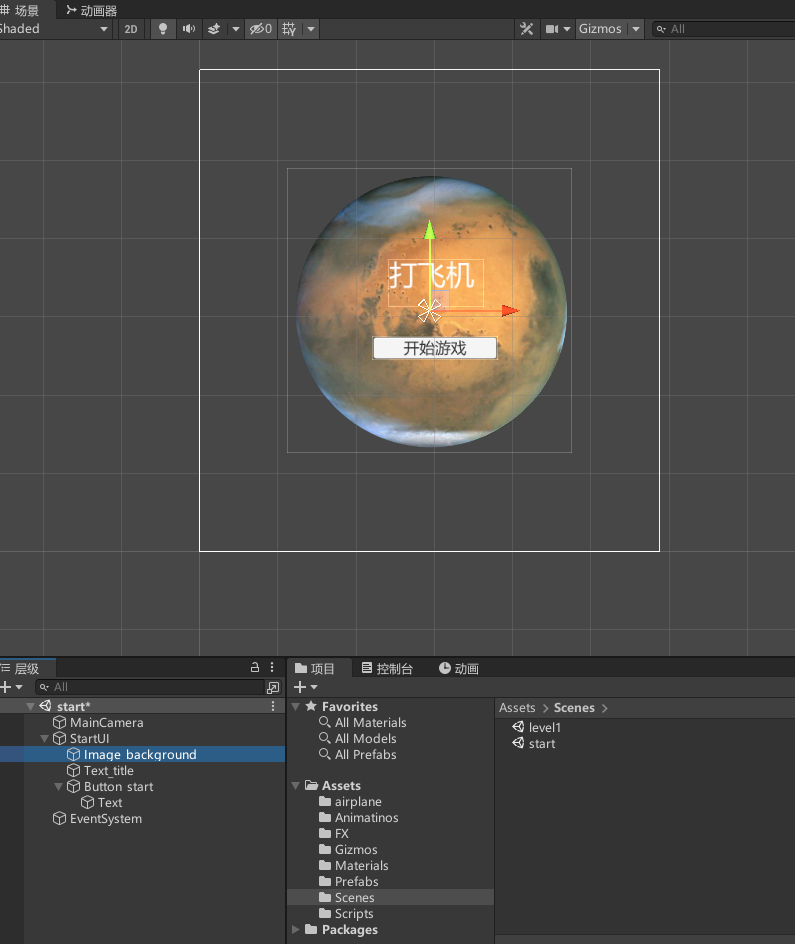 场景
动画器
Shaded
2D
0
Gizmos
All
打飞机
开始游戏
层级
All
start*
MainCamera
StartUI
Image background
Text_title
Button start
Text
EventSystem
项目
控制台
动画
Favorites
All Materials
All Models
All Prefabs
Assets
airplane
Animatinos
FX
Gizmos
Materials
Prefabs
Scenes
Scripts
Packages
Assets > Scenes >
level1
start